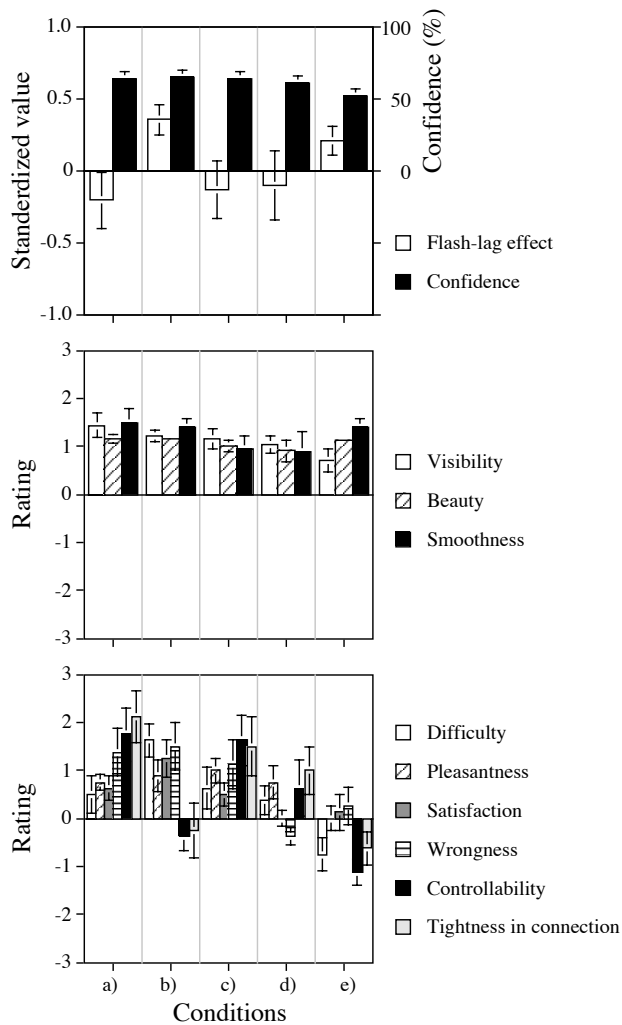 1.0
0.5
0
-0.5
-1.0
Standerdized value
100
50
0
Confidence (%)
Flash-lag effect
Confidence
3
2
1
0
-1
-2
-3
Rating
Visibility
Beauty
Smoothness
3
2
1
0
-1
-2
-3
Rating
Difficulty
Pleasantness
Satisfaction
Wrongness
Controllability
Tightness in connection
a) b) c) d) e)
Conditions